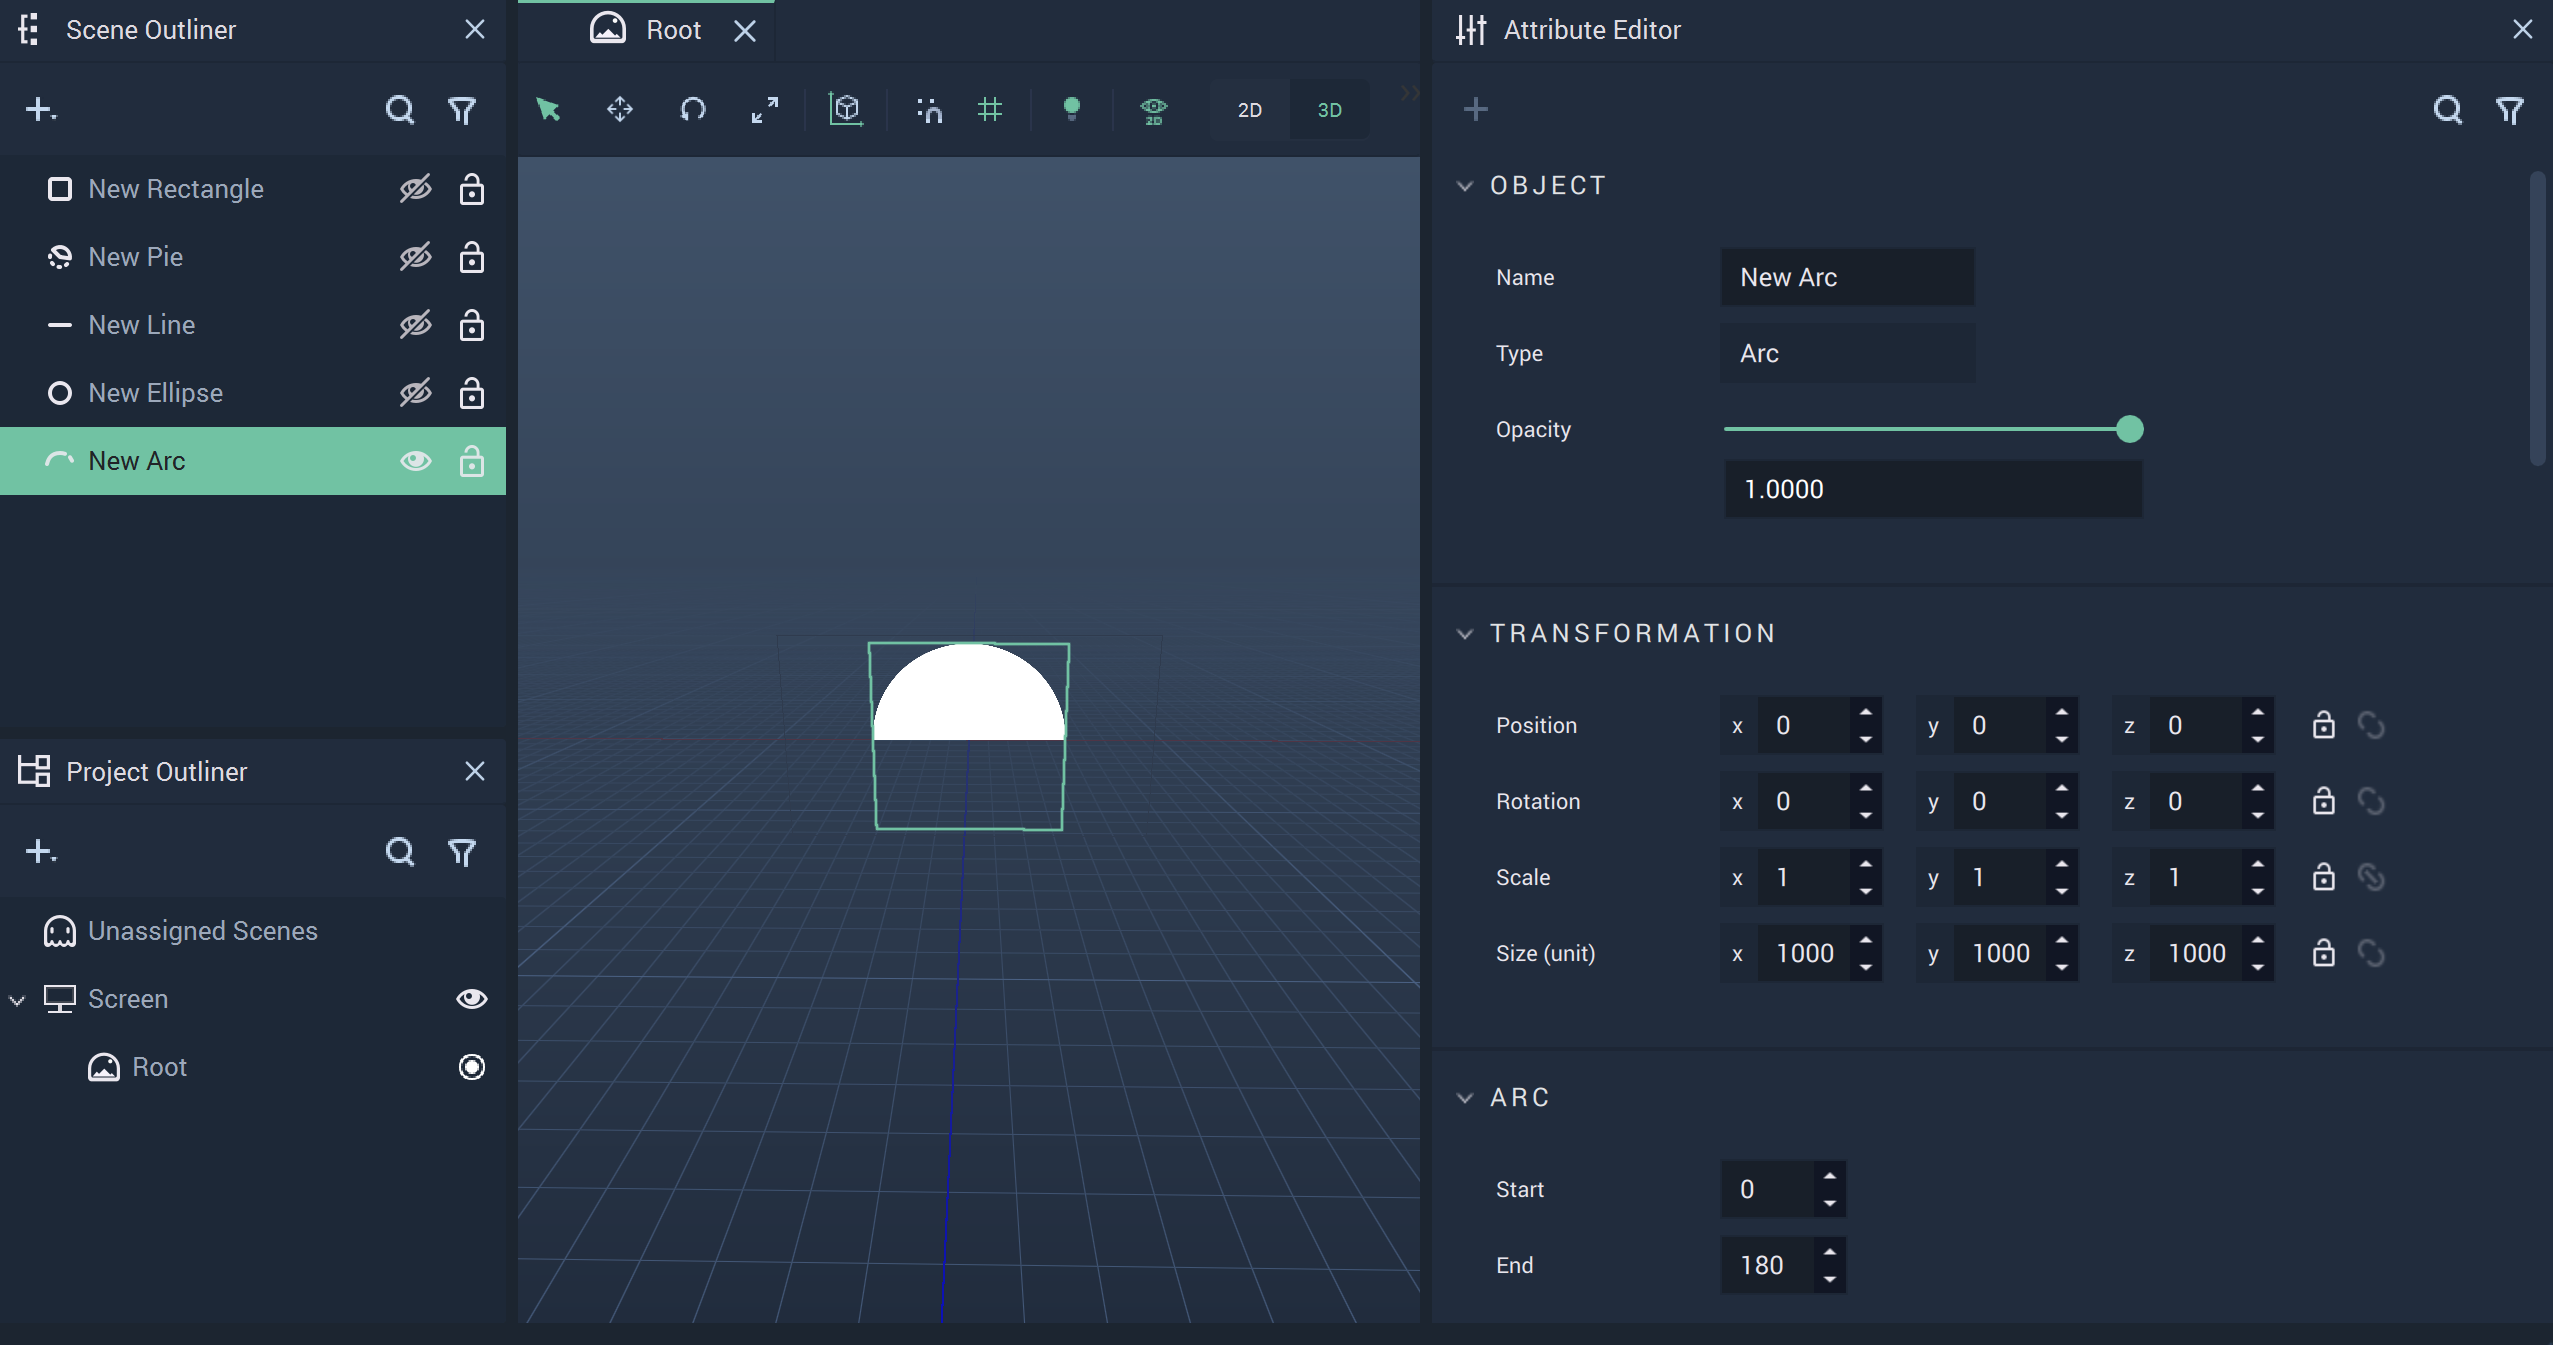 Scene Outliner
New Rectangle
New Pie
New Line
New Ellipse
New Arc
Project Outliner
Unassigned Scenes
Screen
Root
Root
2D
2D
3D
Attribute Editor
OBJECT
Name New Arc
Type Arc
Opacity
1.0000
TRANSFORMATION
Position x 0 y 0 z 0
Rotation x 0 y 0 z 0
Scale x 1 y 1 z 1
Size (unit) x 1000 y 1000 z 1000
ARC
Start 0
End 180